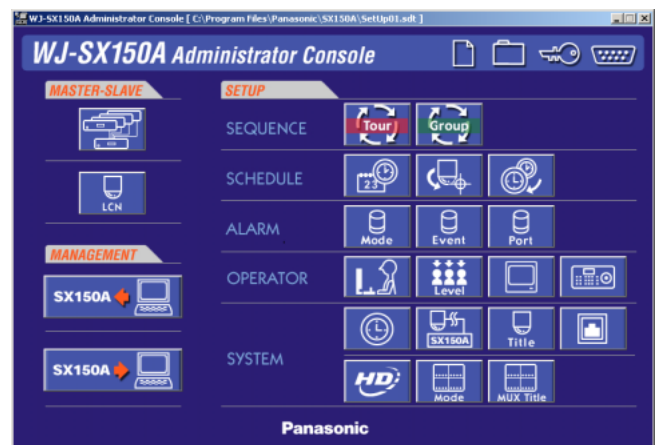 WJ-SX150A Administrator Console [ C:\Program Files\Panasonic\SX150A\SetUp01.sdt ]
WJ-SX150A Administrator Console
MASTER-SLAVE
LCN
MANAGEMENT
SX150A
SX150A
SETUP
SEQUENCE
Tour
Group
SCHEDULE
23
ALARM
Mode
Event
Port
OPERATOR
Level
SYSTEM
SX150A
Title
HD
Mode
MUX Title
Panasonic